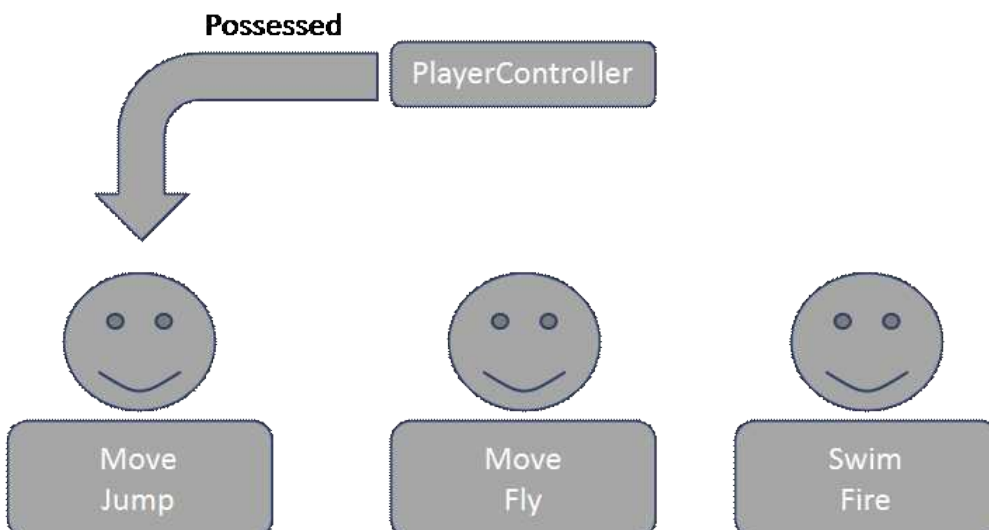 Possessed
PlayerController
Move
Jump
Move
Fly
Swim
Fire